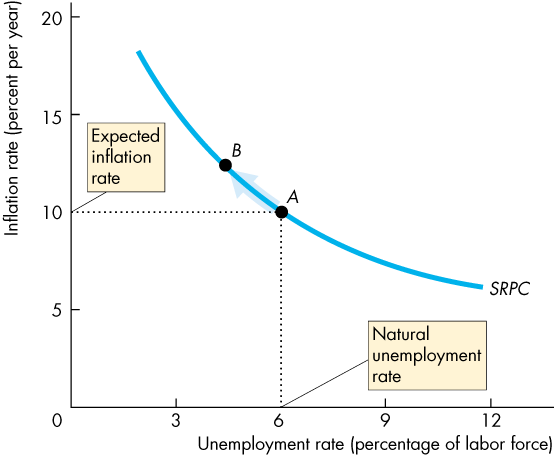 Inflation rate (percent per year)
20
15
10
5
0
Expected
inflation
rate
B
A
SRPC
Natural
unemployment
rate
3
6
9
12
Unemployment rate (percentage of labor force)